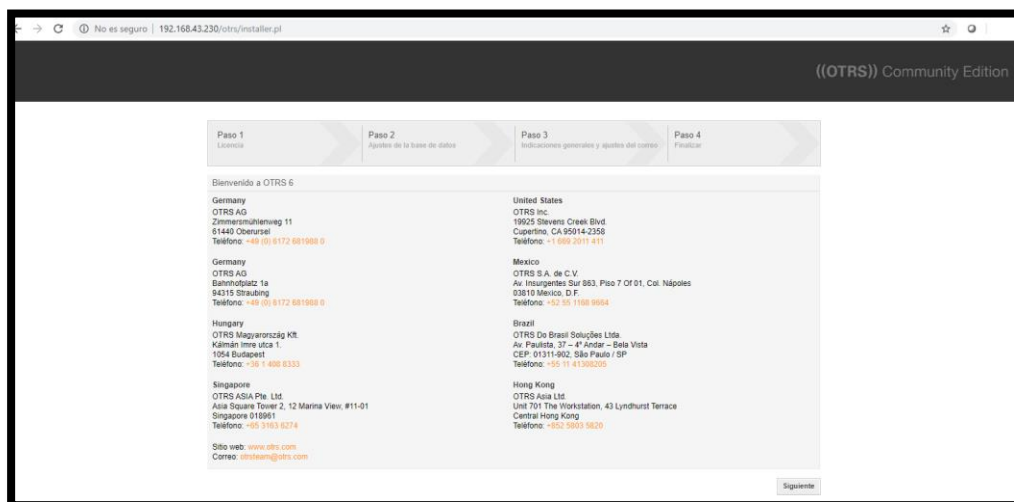 No es seguro | 192.168.43.230/otrs/installer.pl
((OTRS)) Community Edition
Paso 1
Licencia
Paso 2
Ajustes de la base de datos
Paso 3
Indicaciones generales y ajustes del correo
Paso 4
Finalizar
Bienvenido a OTRS 6
Germany
OTRS AG
Zimmersmühlenweg 11
61440 Oberursel
Teléfono: +49 (0) 6172 681988 0
Germany
OTRS AG
Bahnhofplatz 1a
94315 Straubing
Teléfono: +49 (0) 6172 681988 0
Hungary
OTRS Magyarország Kft.
Kálmán Imre utca 1.
1054 Budapest
Teléfono: +36 1 488 8333
Singapore
OTRS ASIA Pte. Ltd.
Asia Square Tower 2, 12 Marina View, #11-01
Singapore 018961
Teléfono: +65 3163 8274
Sitio web: www.otrs.com
Correo: otrsteam@otrs.com
United States
OTRS Inc.
19925 Stevens Creek Blvd.
Cupertino, CA 95014-2358
Teléfono: +1 669 2011 411
Mexico
OTRS S.A. de C.V.
Av. Insurgentes Sur 863, Piso 7 Of 01, Col. Nápoles
03810 Mexico, D.F.
Teléfono: +52 55 1168 9664
Brazil
OTRS Do Brasil Soluções Ltda.
Av. Paulista, 37 – 4° Andar – Bela Vista
CEP: 01311-902, São Paulo / SP
Teléfono: +55 11 41388205
Hong Kong
OTRS Asia Ltd.
Unit 701 The Workstation, 43 Lyndhurst Terrace
Central Hong Kong
Teléfono: +852 5803 5820
Siguiente